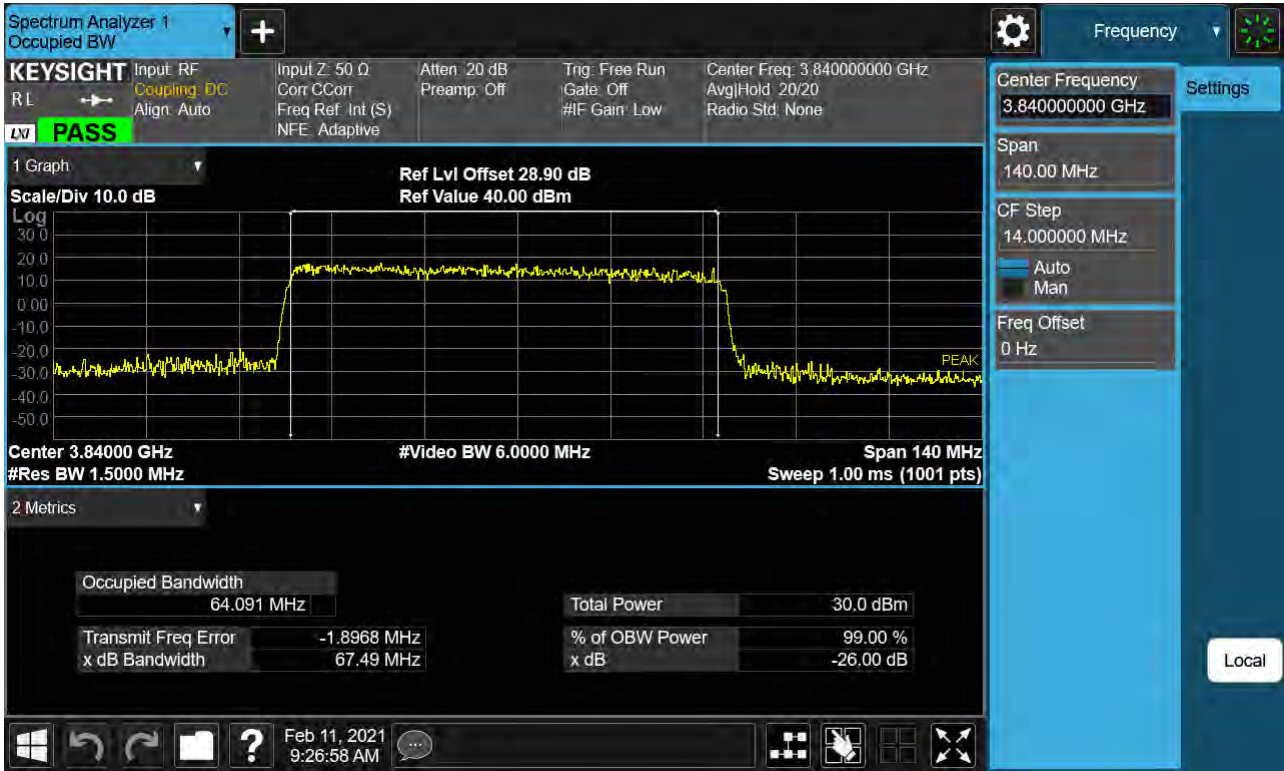 Spectrum Analyzer 1
Occupied BW
Frequency
KEYSIGHT
R L
LXI
PASS
Input: RF
Coupling: DC
Align: Auto
Input Z: 50 Ω
Corr CCorr
Freq Ref: Int (S)
NFE: Adaptive
Atten: 20 dB
Preamp: Off
Trig: Free Run
Gate: Off
#IF Gain: Low
Center Freq: 3.840000000 GHz
Avg|Hold: 20/20
Radio Std: None
Center Frequency
3.840000000 GHz
Settings
Span
140.00 MHz
CF Step
14.000000 MHz
Auto
Man
Freq Offset
0 Hz
Local
1 Graph
Scale/Div 10.0 dB
Ref Lvl Offset 28.90 dB
Ref Value 40.00 dBm
Log
30.0
20.0
10.0
0.00
-10.0
-20.0
-30.0
-40.0
-50.0
PEAK
Center 3.84000 GHz
#Video BW 6.0000 MHz
Span 140 MHz
#Res BW 1.5000 MHz
Sweep 1.00 ms (1001 pts)
2 Metrics
Occupied Bandwidth
64.091 MHz
Total Power 30.0 dBm
Transmit Freq Error -1.8968 MHz
% of OBW Power 99.00 %
x dB Bandwidth 67.49 MHz
x dB -26.00 dB
Feb 11, 2021
9:26:58 AM